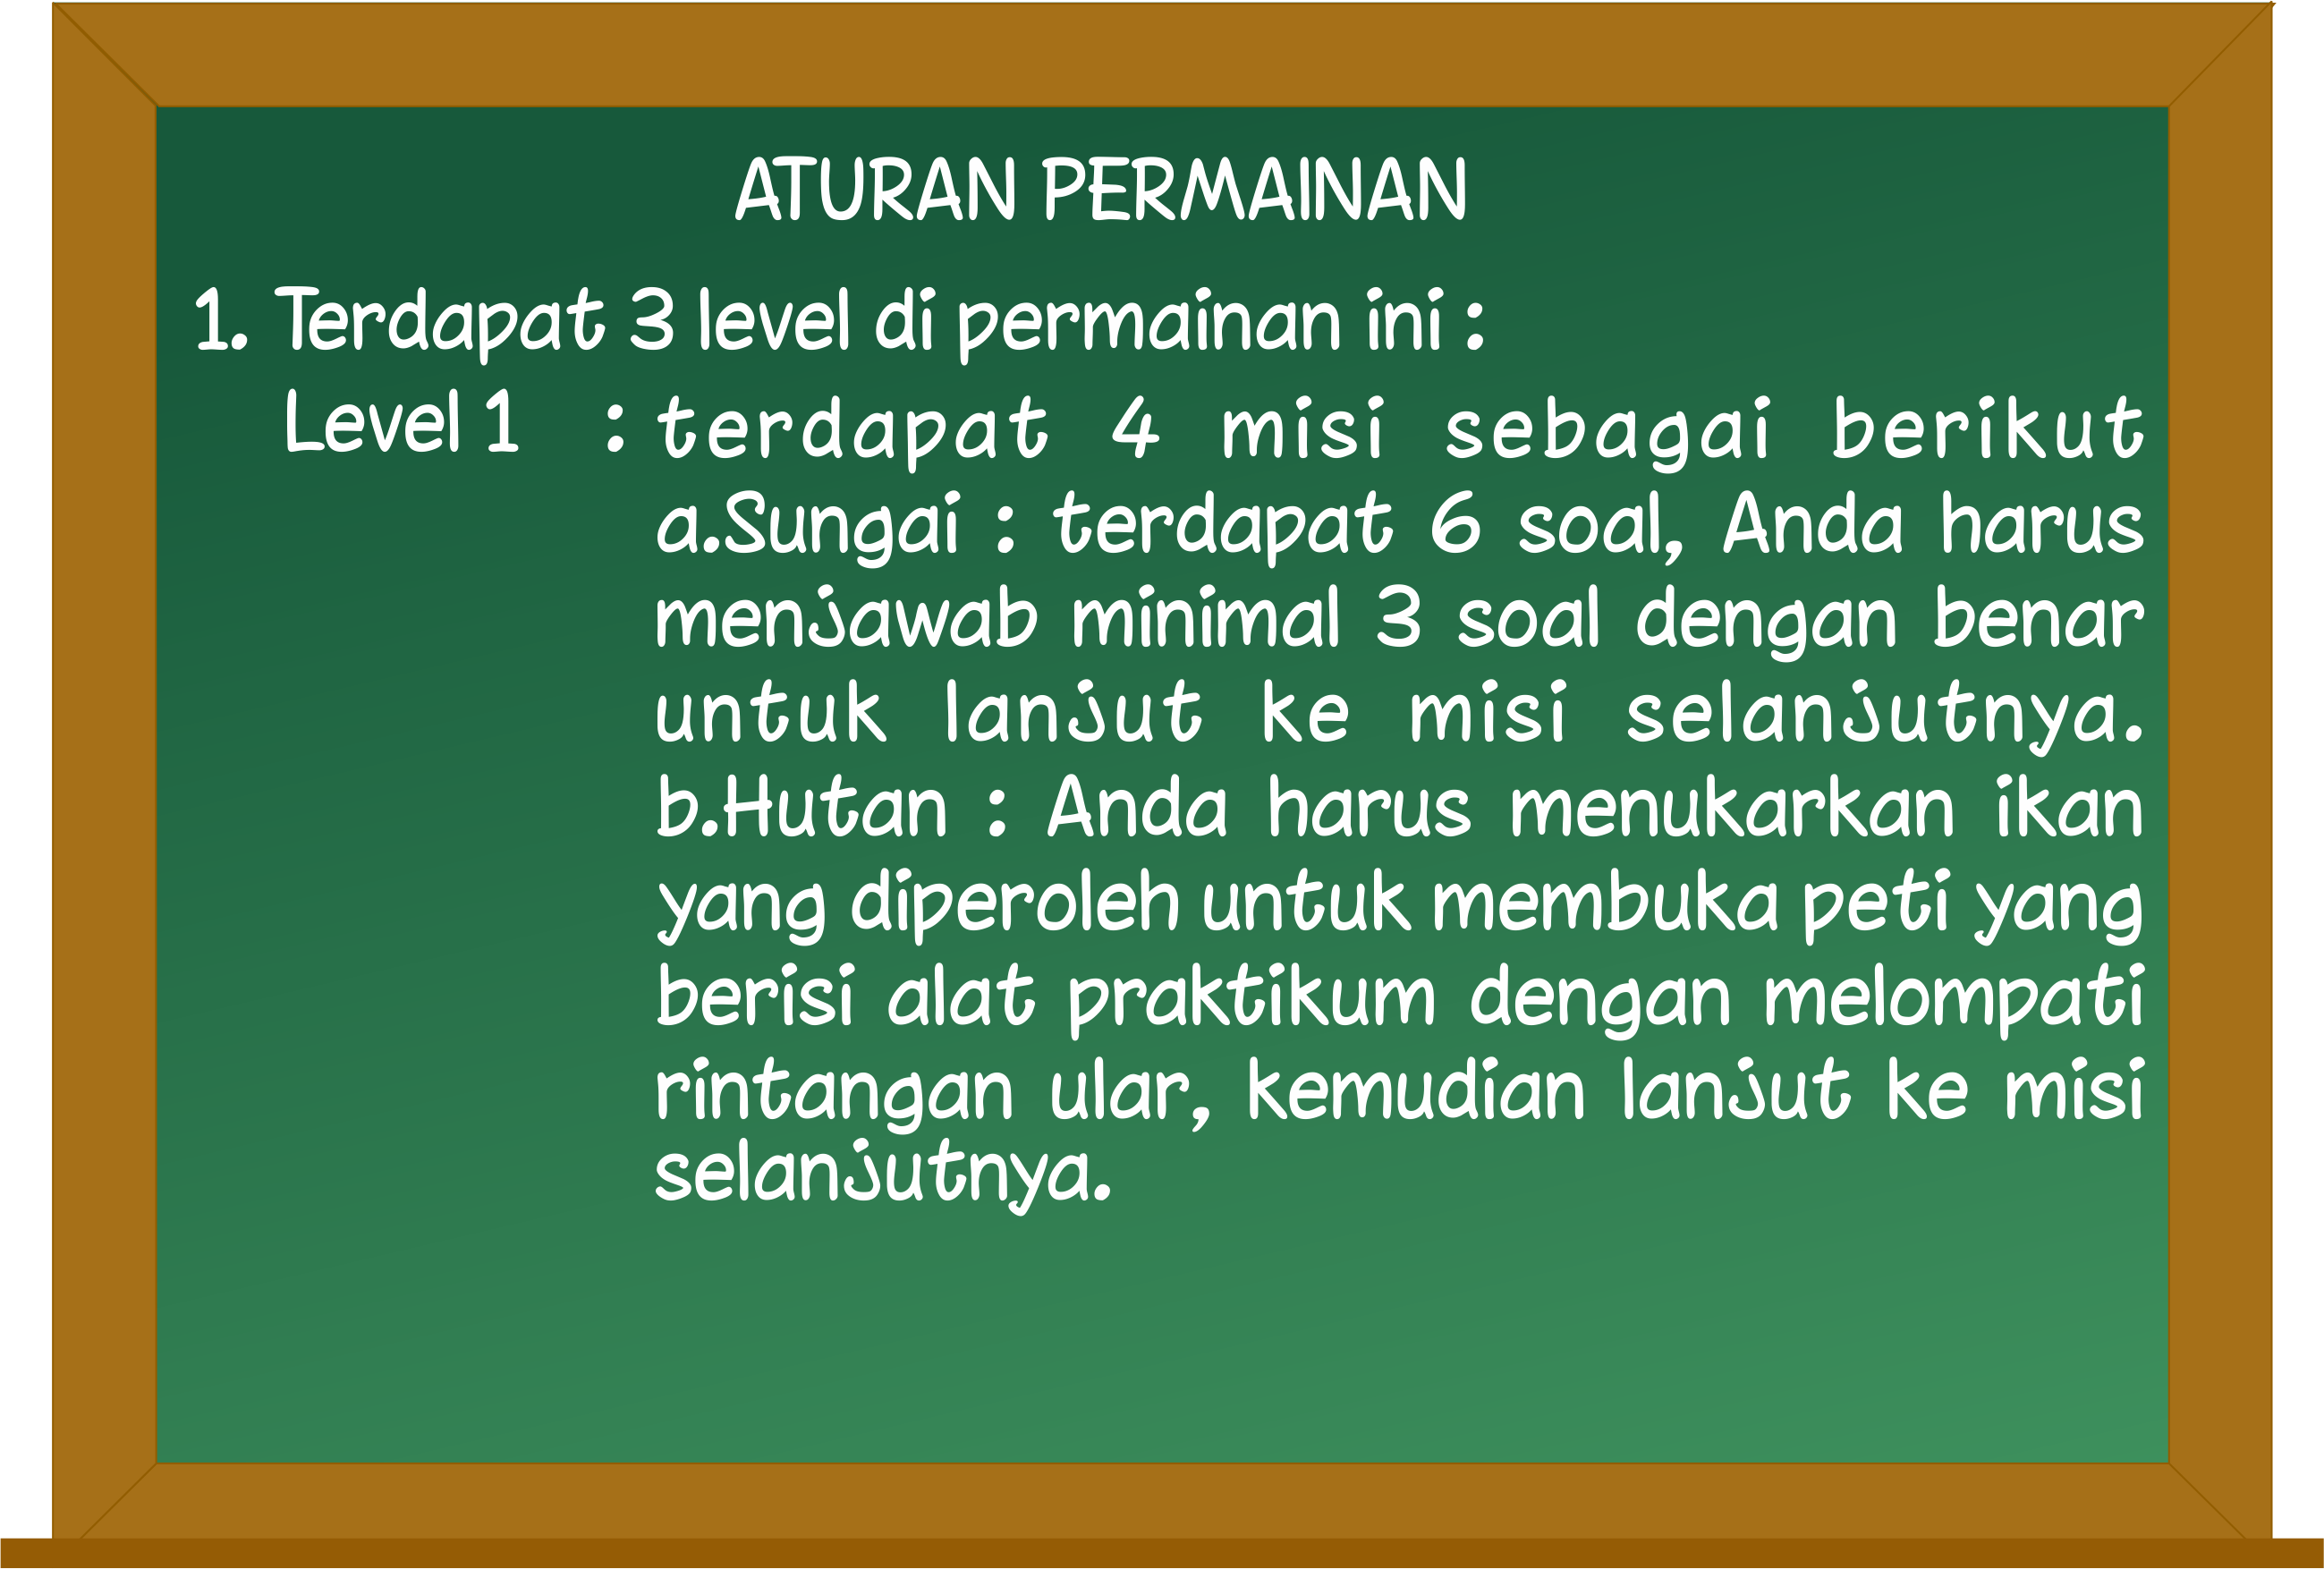 ATURAN PERMAINAN
1. Terdapat 3 level di permainan ini :
Level 1 : terdapat 4 misi sebagai berikut
a.Sungai : terdapat 6 soal, Anda harus
menjawab minimal 3 soal dengan benar
untuk lanjut ke misi selanjutnya.
b.Hutan : Anda harus menukarkan ikan
yang diperoleh untuk membuka peti yang
berisi alat praktikum dengan melompati
rintangan ular, kemudian lanjut ke misi
selanjutnya.